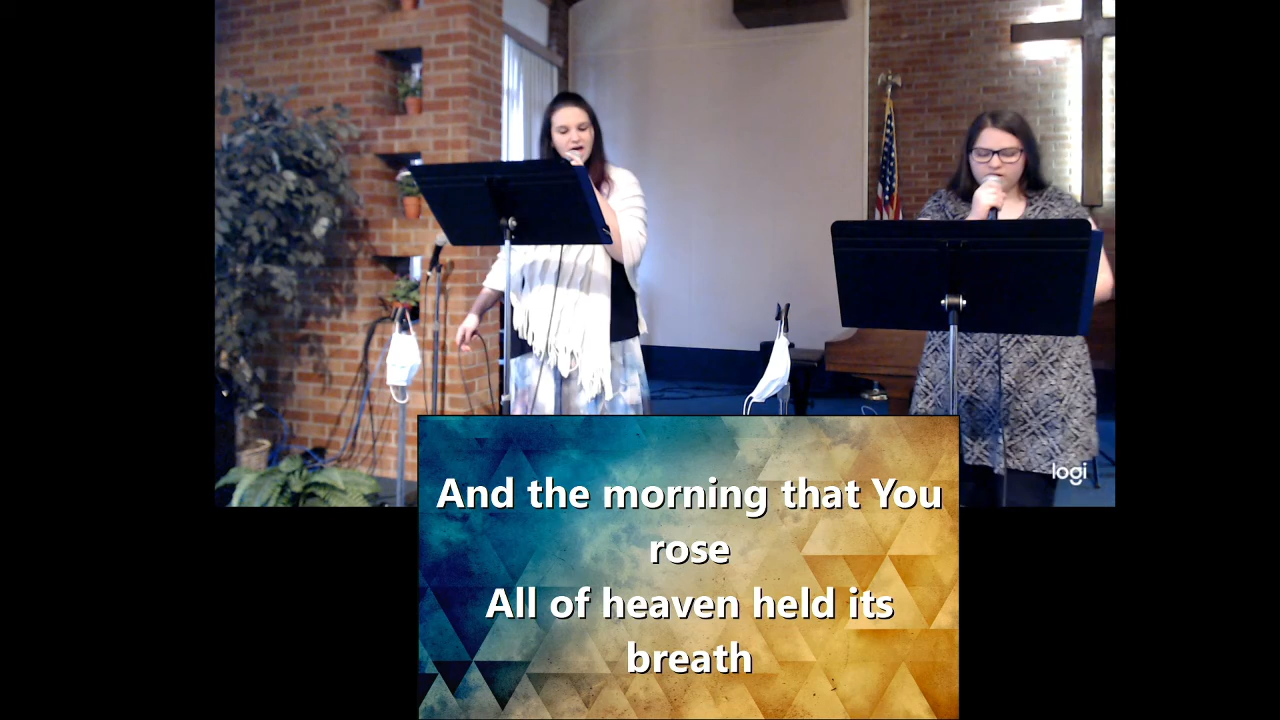 logi
And the morning that You
rose
All of heaven held its
breath